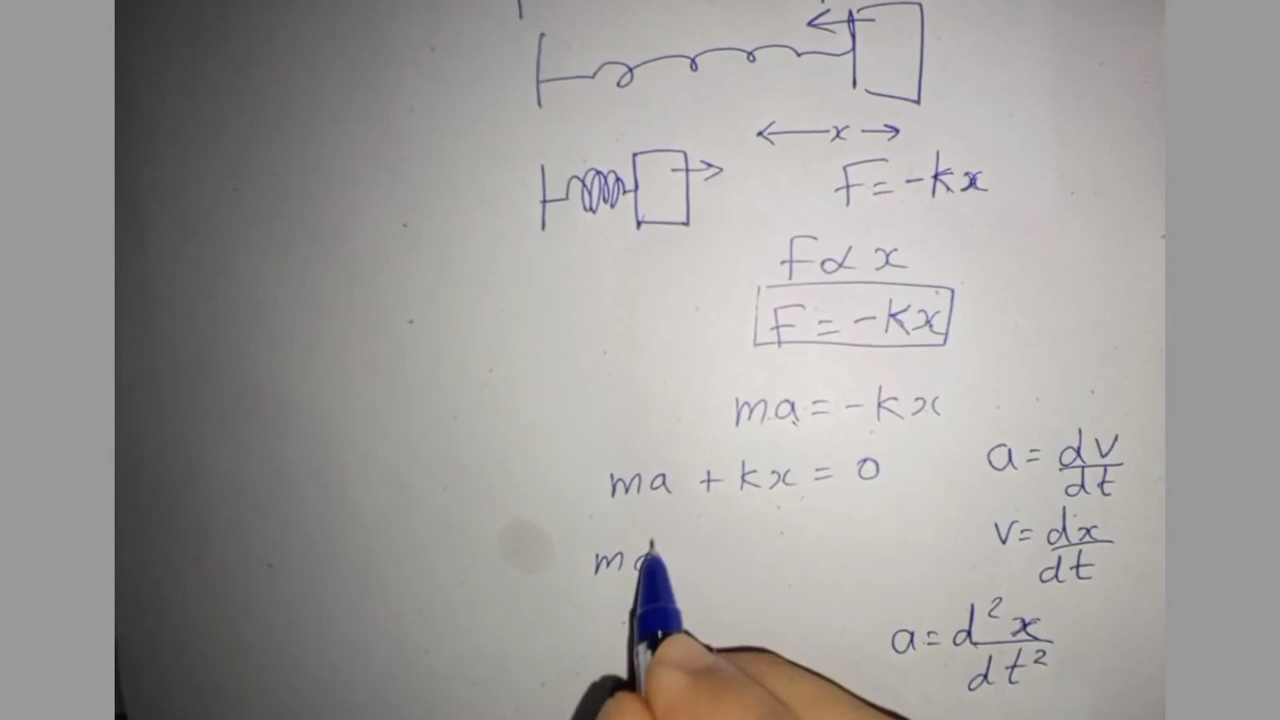 x
F = -kx
F ∝ x
F = -kx
ma = -kx
ma + kx = 0
m
a = dv/dt
v = dx/dt
a = d²x/dt²